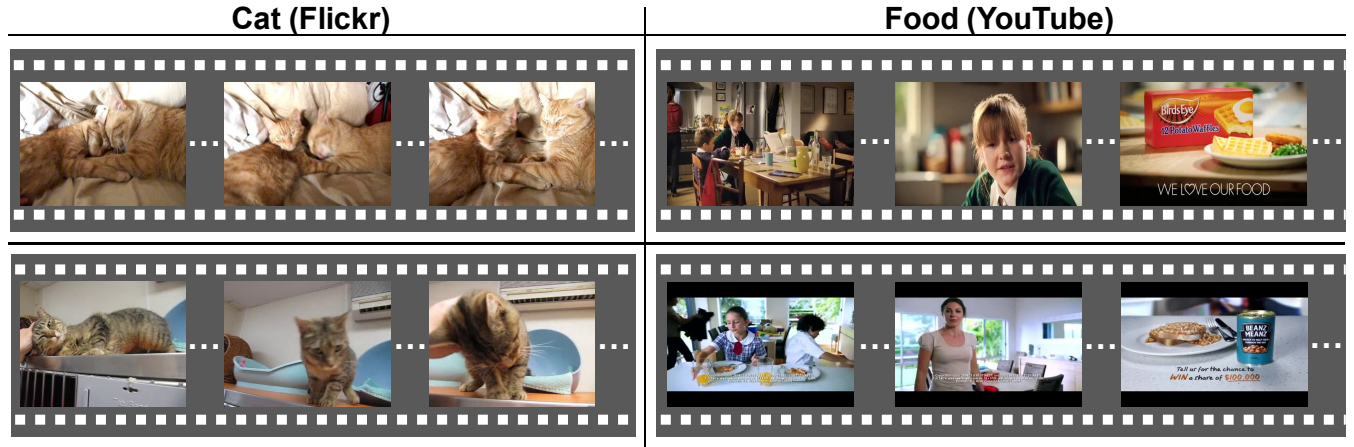 Cat (Flickr)
Food (YouTube)
BirdsEye
12 Potato Waffles
WE LOVE OUR FOOD
BEANZ
MEANZ
Tell us for the chance to
WIN a share of $100,000